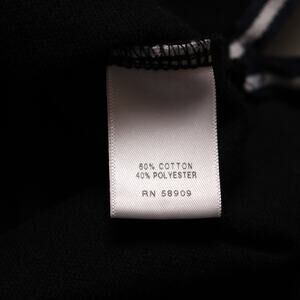 60% COTTON
40% POLYESTER
RN 58909